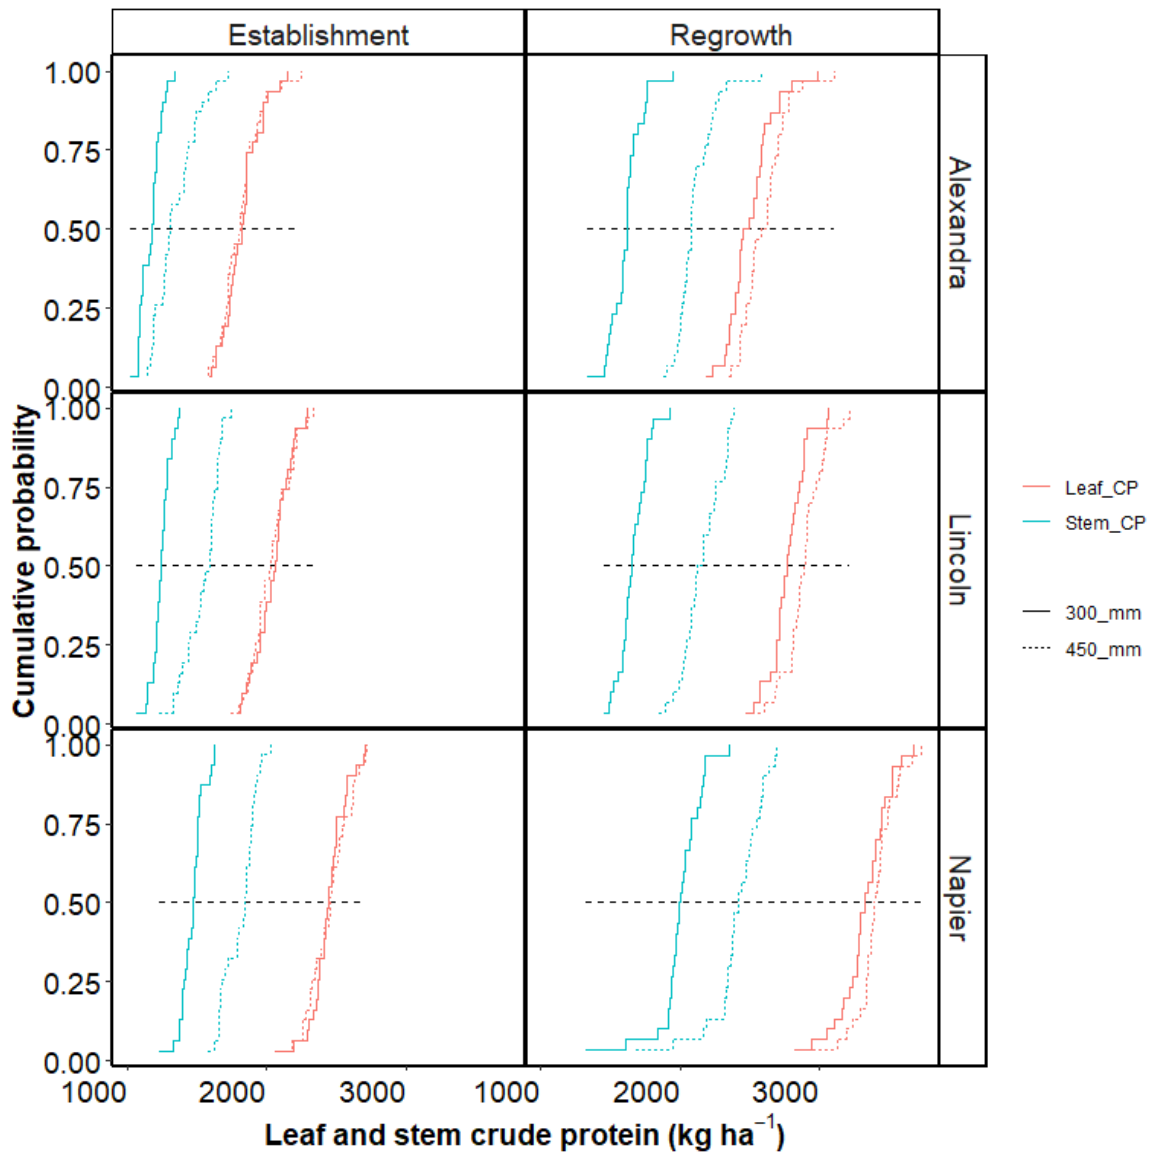 Establishment
Regrowth
1.00
0.75
0.50
0.25
0.00
Alexandra
1.00
0.75
0.50
0.25
0.00
Lincoln
1.00
0.75
0.50
0.25
0.00
Napier
Cumulative probability
1000 2000 3000 1000 2000 3000
Leaf and stem crude protein (kg ha⁻¹)
Leaf_CP
Stem_CP
300_mm
450_mm